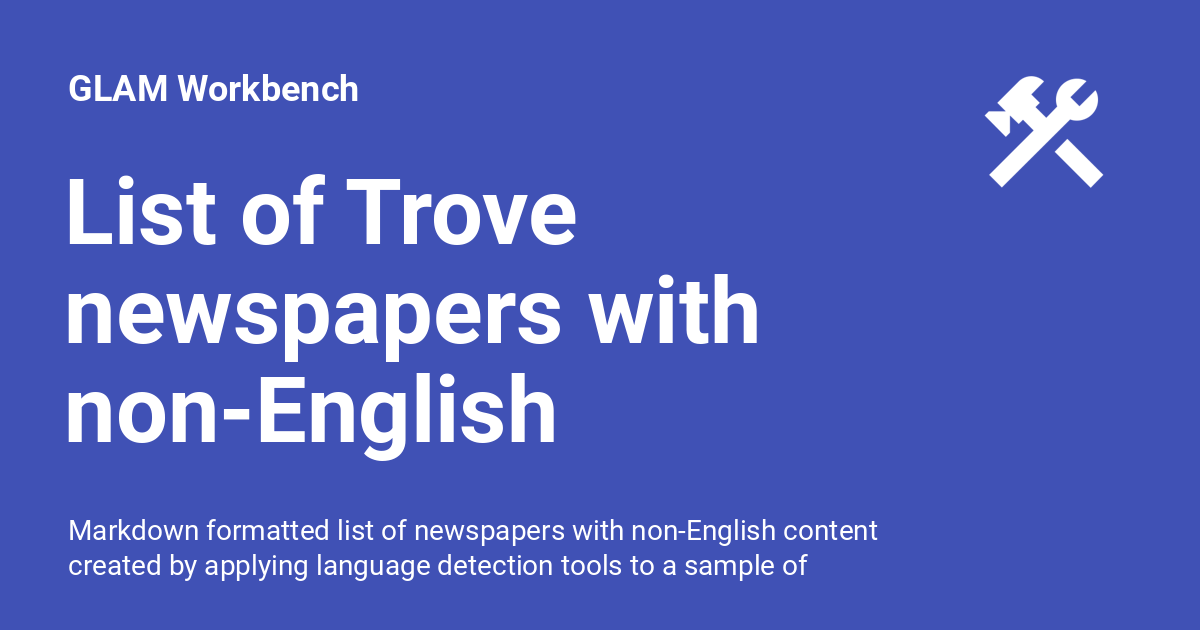 GLAM Workbench
List of Trove
newspapers with
non-English
Markdown formatted list of newspapers with non-English content
created by applying language detection tools to a sample of